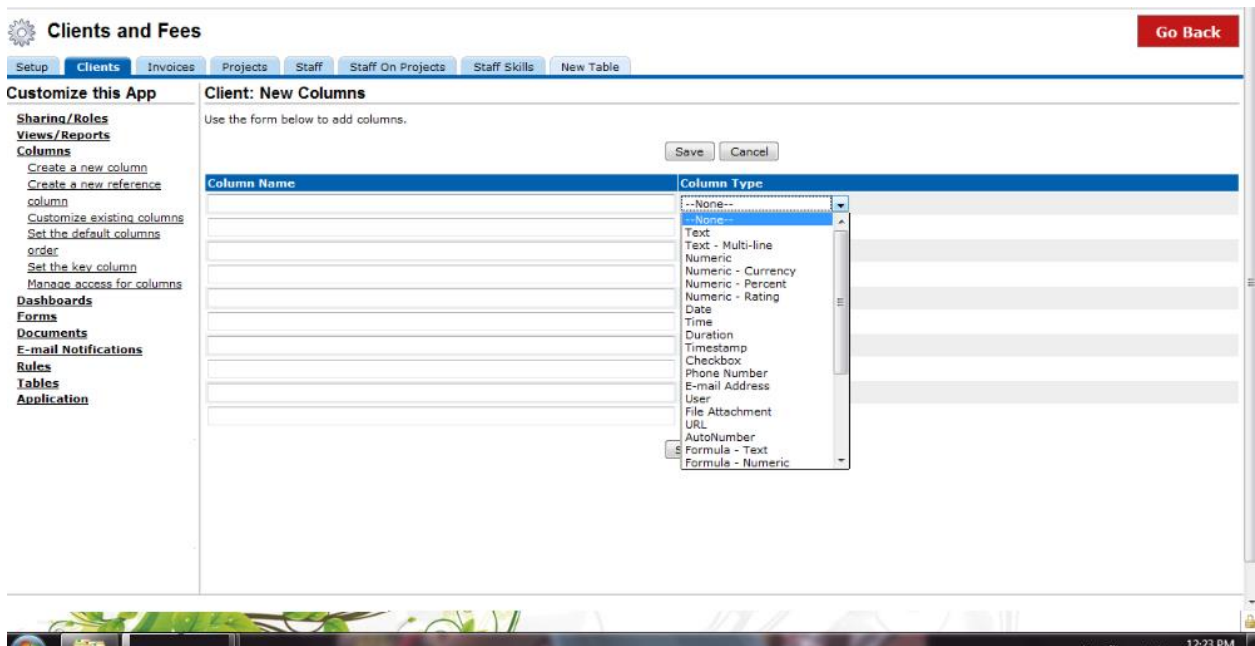 Clients and Fees
Go Back
Setup Clients Invoices Projects Staff Staff On Projects Staff Skills New Table
Customize this App
Sharing/Roles
Views/Reports
Columns
Create a new column
Create a new reference
column
Customize existing columns
Set the default columns
order
Set the key column
Manage access for columns
Dashboards
Forms
Documents
E-mail Notifications
Rules
Tables
Application
Client: New Columns
Use the form below to add columns.
Save Cancel
Column Name Column Type
--None--
--None--
Text
Text - Multi-line
Numeric
Numeric - Currency
Numeric - Percent
Numeric - Rating
Date
Time
Duration
Timestamp
Checkbox
Phone Number
E-mail Address
User
File Attachment
URL
AutoNumber
Formula - Text
Formula - Numeric
12:23 PM